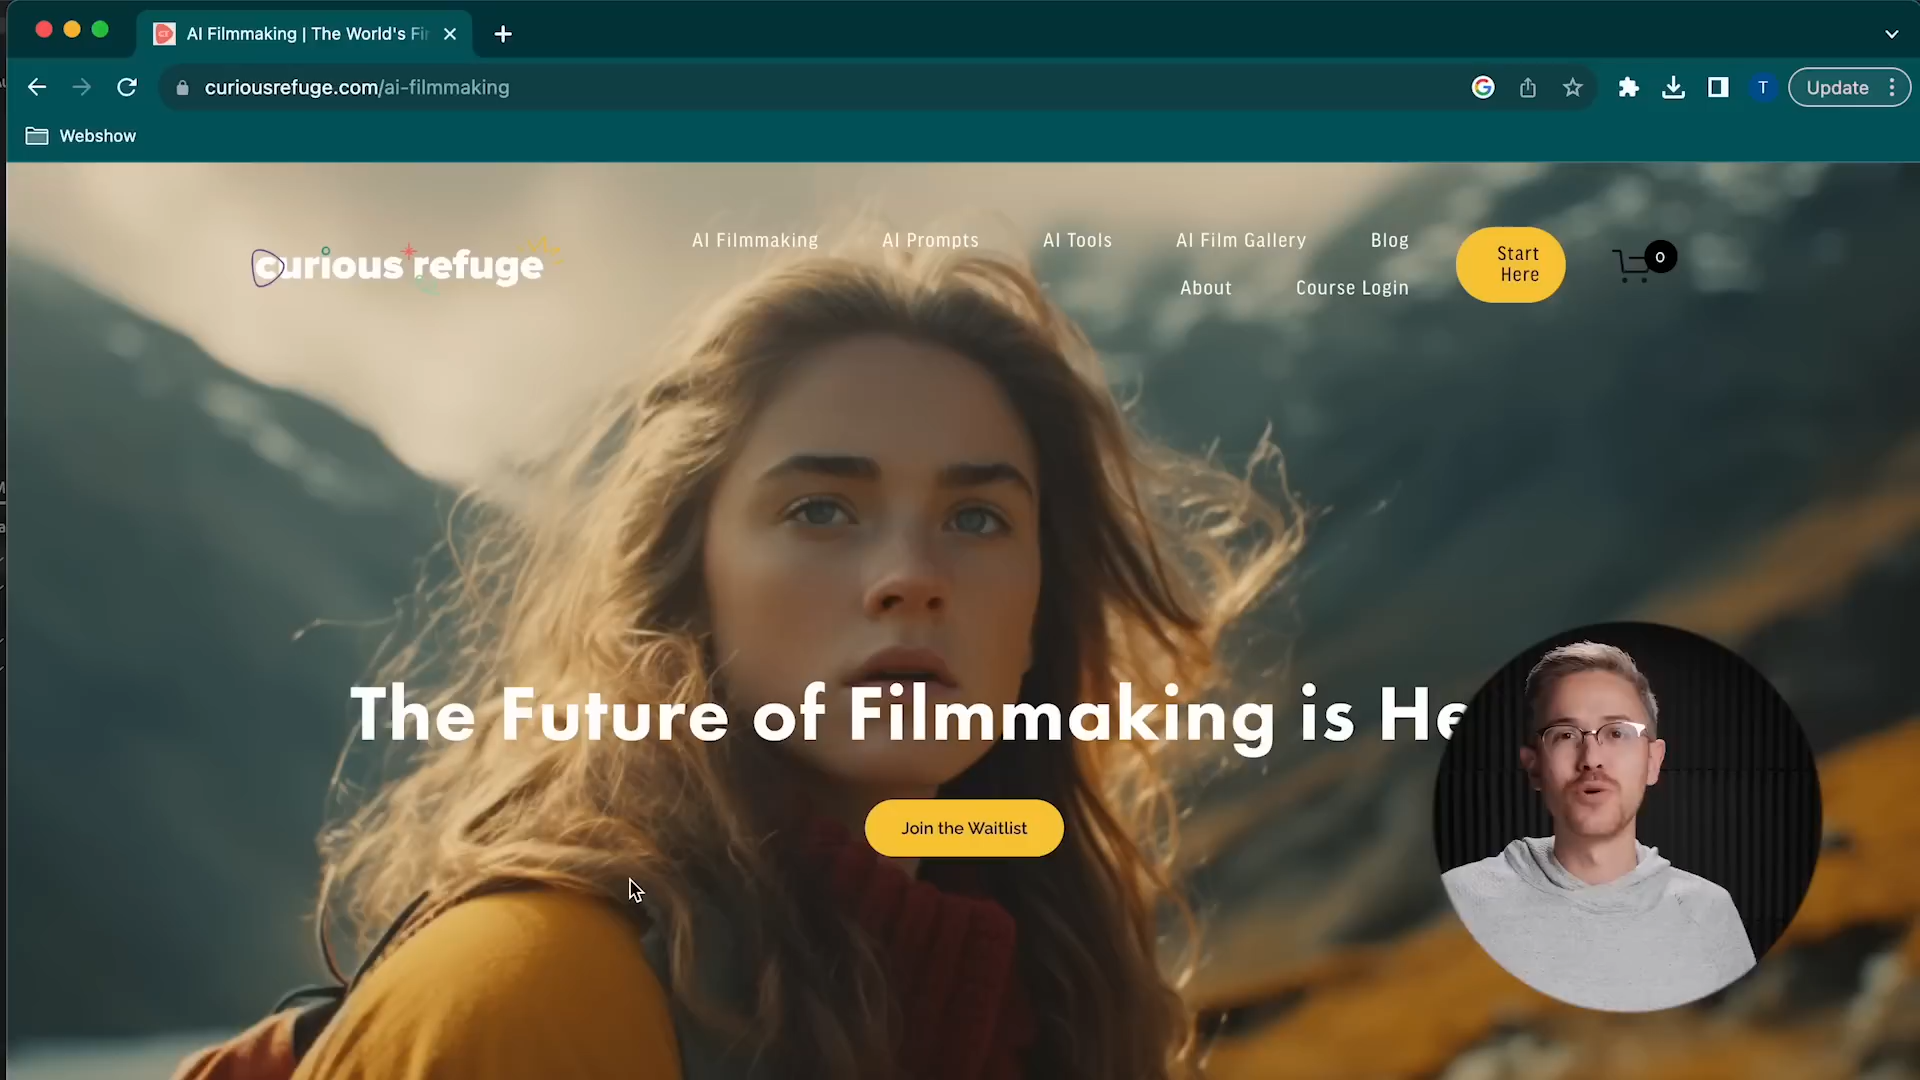 AI Filmmaking | The World's Fir
curiousrefuge.com/ai-filmmaking
T
Update
Webshow
curious refuge
AI Filmmaking
AI Prompts
AI Tools
AI Film Gallery
Blog
About
Course Login
Start
Here
0
The Future of Filmmaking is He
Join the Waitlist